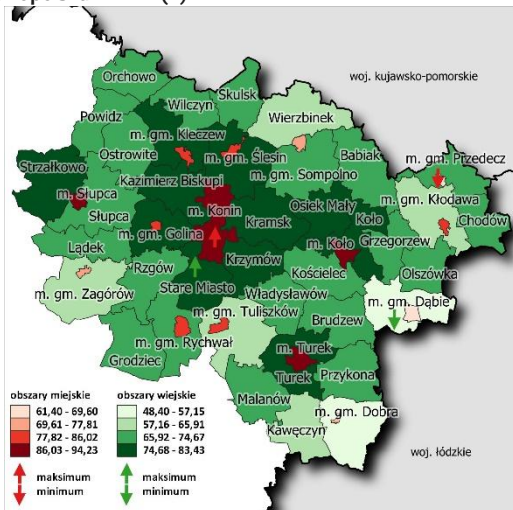 Orchowo
Skulsk
woj. kujawsko-pomorskie
Wilczyn
Powidz
Wierzbinek
m. gm. Kleczew
Ostrowite
m. gm. Ślesin
Babiak
m. gm. Przedecz
Strzałkowo
Kazimierz Biskupi
m. gm. Sompolno
m. gm. Kłodawa
m. Słupca
m. Konin
Osiek Mały
Koło
Chodów
Słupca
Kramsk
m. gm. Golina
m. Koło
Grzegorzew
Lądek
Krzymów
Rzgów
Kościelec
Olszówka
m. gm. Zagórów
Stare Miasto
Władysławów
m. gm. Dąbie
m. gm. Tuliszków
Brudzew
m. gm. Rychwał
Grodziec
m. Turek
Turek
Przykona
Malanów
m. gm. Dobra
Kawęczyn
woj. łódzkie
obszary miejskie
61,40 - 69,60
69,61 - 77,81
77,82 - 86,02
86,03 - 94,23
maksimum
minimum
obszary wiejskie
48,40 - 57,15
57,16 - 65,91
65,92 - 74,67
74,68 - 83,43
maksimum
minimum